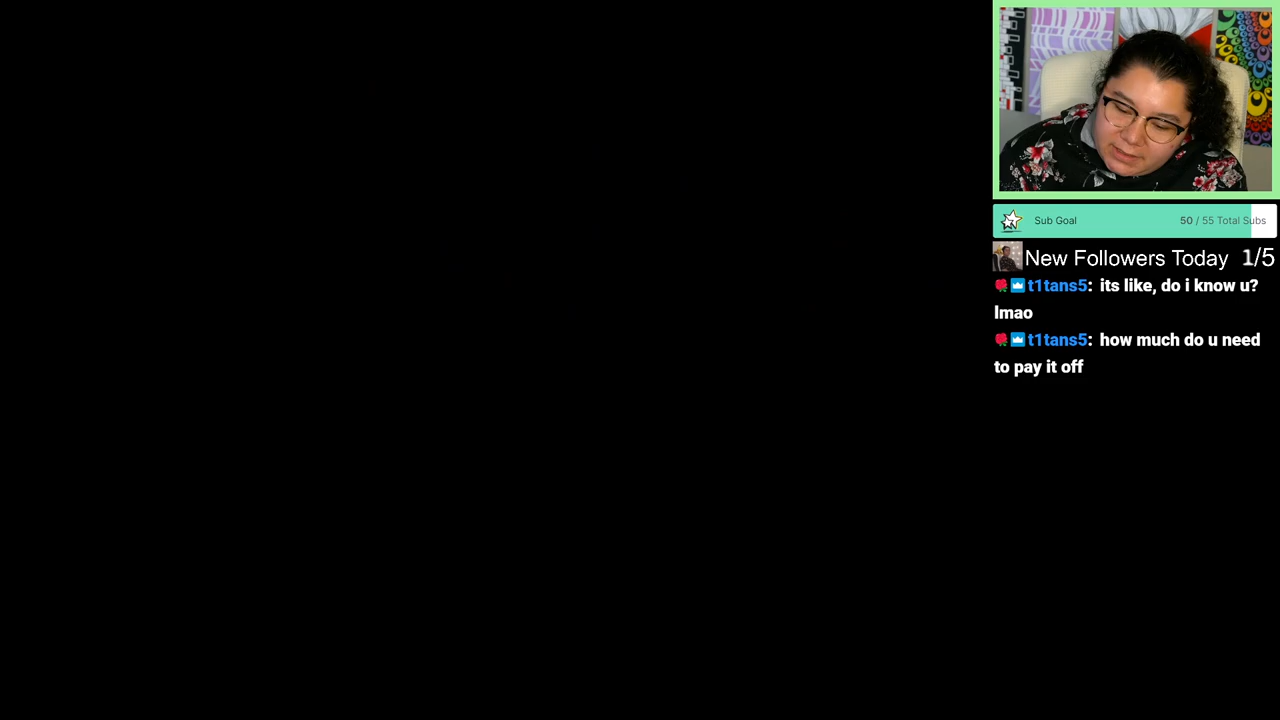 Sub Goal 50 / 55 Total Subs
New Followers Today 1/5
t1tans5: its like, do i know u?
lmao
t1tans5: how much do u need
to pay it off